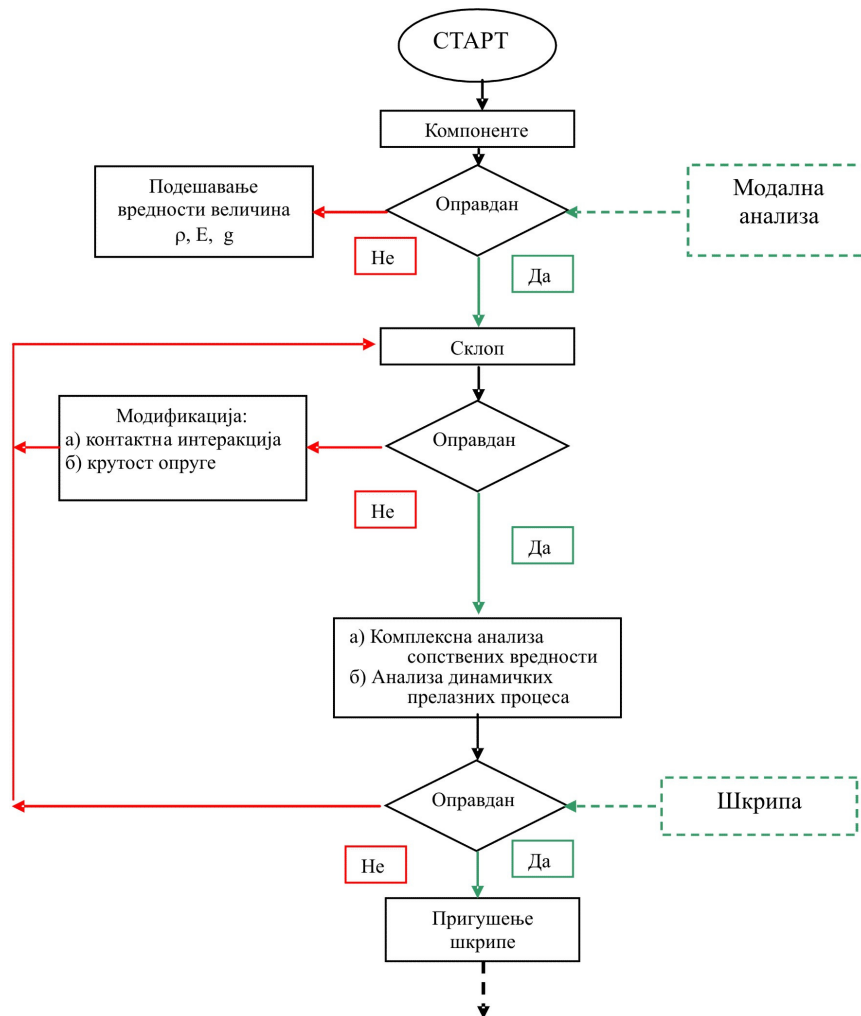 СТАРТ
Компоненте
Подешавање
вредности величина
ρ, E, g
Оправдан
Модална
анализа
Не
Да
Склоп
Модификација:
а) контактна интеракција
б) крутост опруге
Оправдан
Не
Да
а) Комплексна анализа
сопствених вредности
б) Анализа динамичких
прелазних процеса
Оправдан
Шкрипа
Не
Да
Пригушење
шкрипе